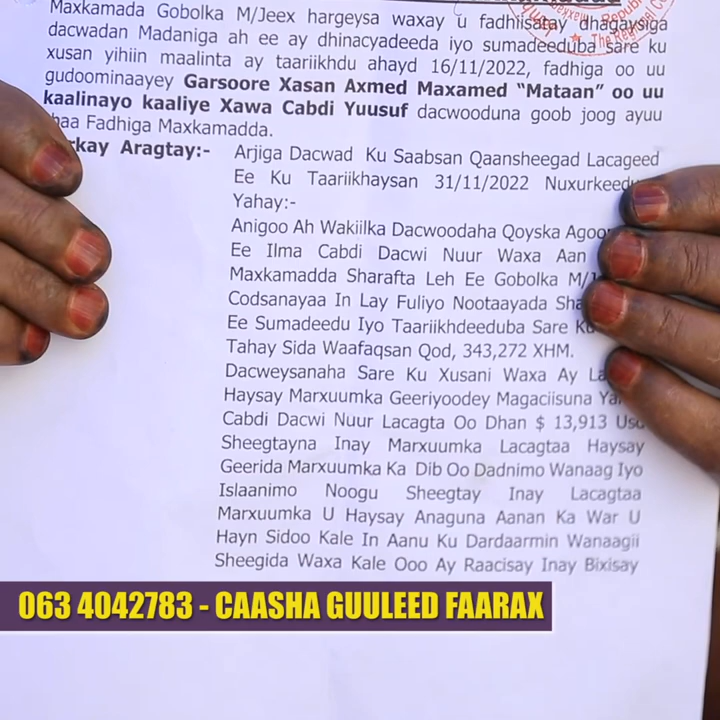 Maxkamada Gobolka M/Jeex hargeysa waxay u fadhiisatay dhagaysiga
dacwadan Madaniga ah ee ay dhinacyadeeda iyo sumadeeduba sare ku
xusan yihiin maalinta ay taariikhdu ahayd 16/11/2022, fadhiga oo uu
gudoominaayey Garsoore Xasan Axmed Maxamed “Mataan” oo uu
kaalinayo kaaliye Xawa Cabdi Yuusuf dacwooduna goob joog ayuu
Fadhiga Maxkamadda.
Aragtay:- Arjiga Dacwad Ku Saabsan Qaansheegad Lacageed
Ee Ku Taariikhaysan 31/11/2022
Yahay:-
Anigoo Ah Wakiilka Dacwoodaha Qoyska
Ee Ilma Cabdi Dacwi Nuur Waxa Aan
Maxkamadda Sharafta Leh Ee Gobolka
Codsanayaa In Lay Fuliyo Nootaayada
Ee Sumadeedu Iyo Taariikhdeeduba Sare
Tahay Sida Waafaqsan Qod, 343,272 XHM.
Dacweysanaha Sare Ku Xusani Waxa Ay
Haysay Marxuumka Geeriyoodey Magaciisuna
Cabdi Dacwi Nuur Lacagta Oo Dhan $ 13,913 Usd
Sheegtayna Inay Marxuumka Lacagtaa Haysay
Geerida Marxuumka Ka Dib Oo Dadnimo Wanaag Iyo
Islaanimo Noogu Sheegtay Inay Lacagtaa
Marxuumka U Haysay Anaguna Aanan Ka War U
Hayn Sidoo Kale In Aanu Ku Dardaarmin Wanaagii
Sheegida Waxa Kale Ooo Ay Raacisay Inay Bixisay
063 4042783 - CAASHA GUULEED FAARAX